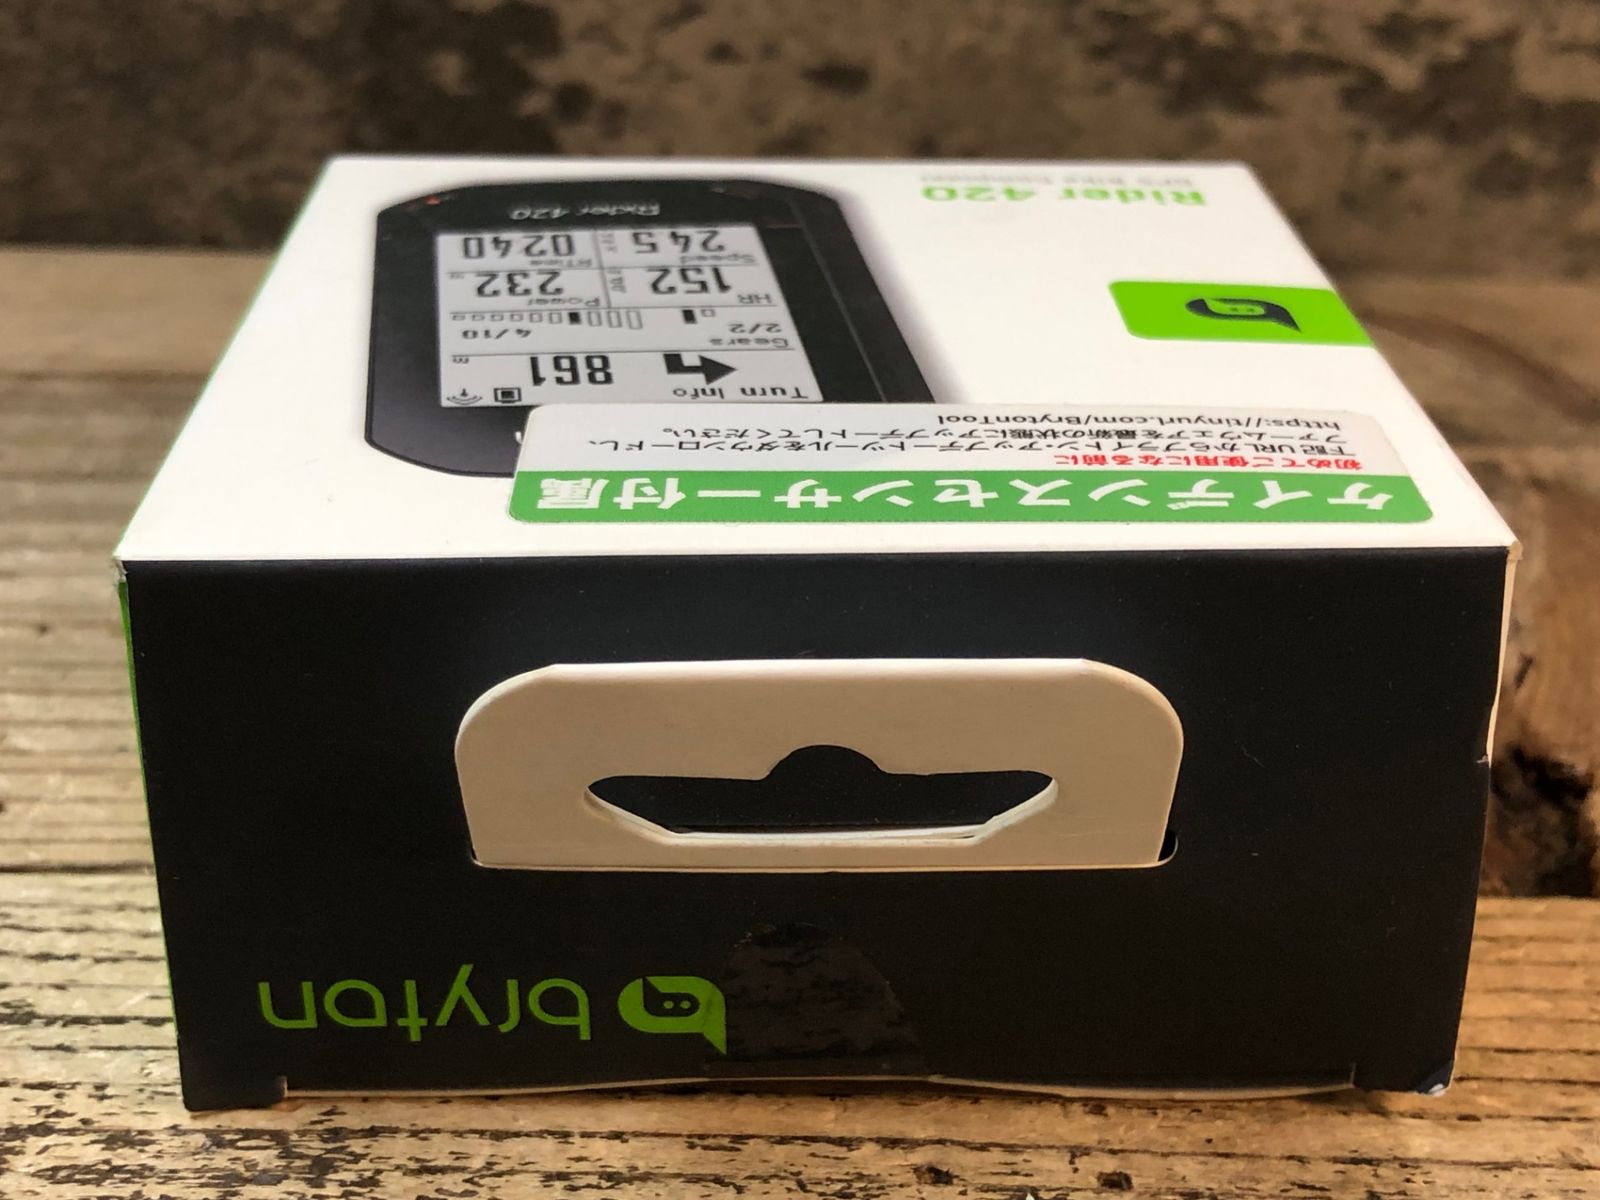 bryton
ケイデンスセンサー付属
初めてご使用になる前に
下記URLからブライトン・アップデートツールをダウンロードし、
ファームウェアを最新の状態にアップデートしてください。
https://tinyurl.com/BrytonTool
Turn Info
861 m
Gears
2/2 4/10
HR Power
152 232
Speed RTime
24.5 0240
Rider 420
Rider 420
GPS Bike Computer